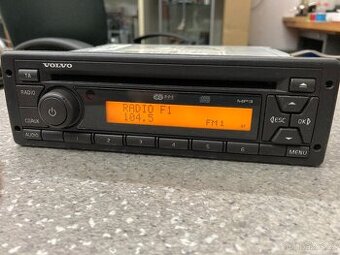 VOLVO
TA
RADIO
MP3
RADIO F1
104.5
FM1
ESC
OK
CD/AUX
AUDIO
1 2 3 4 5 6
MENU